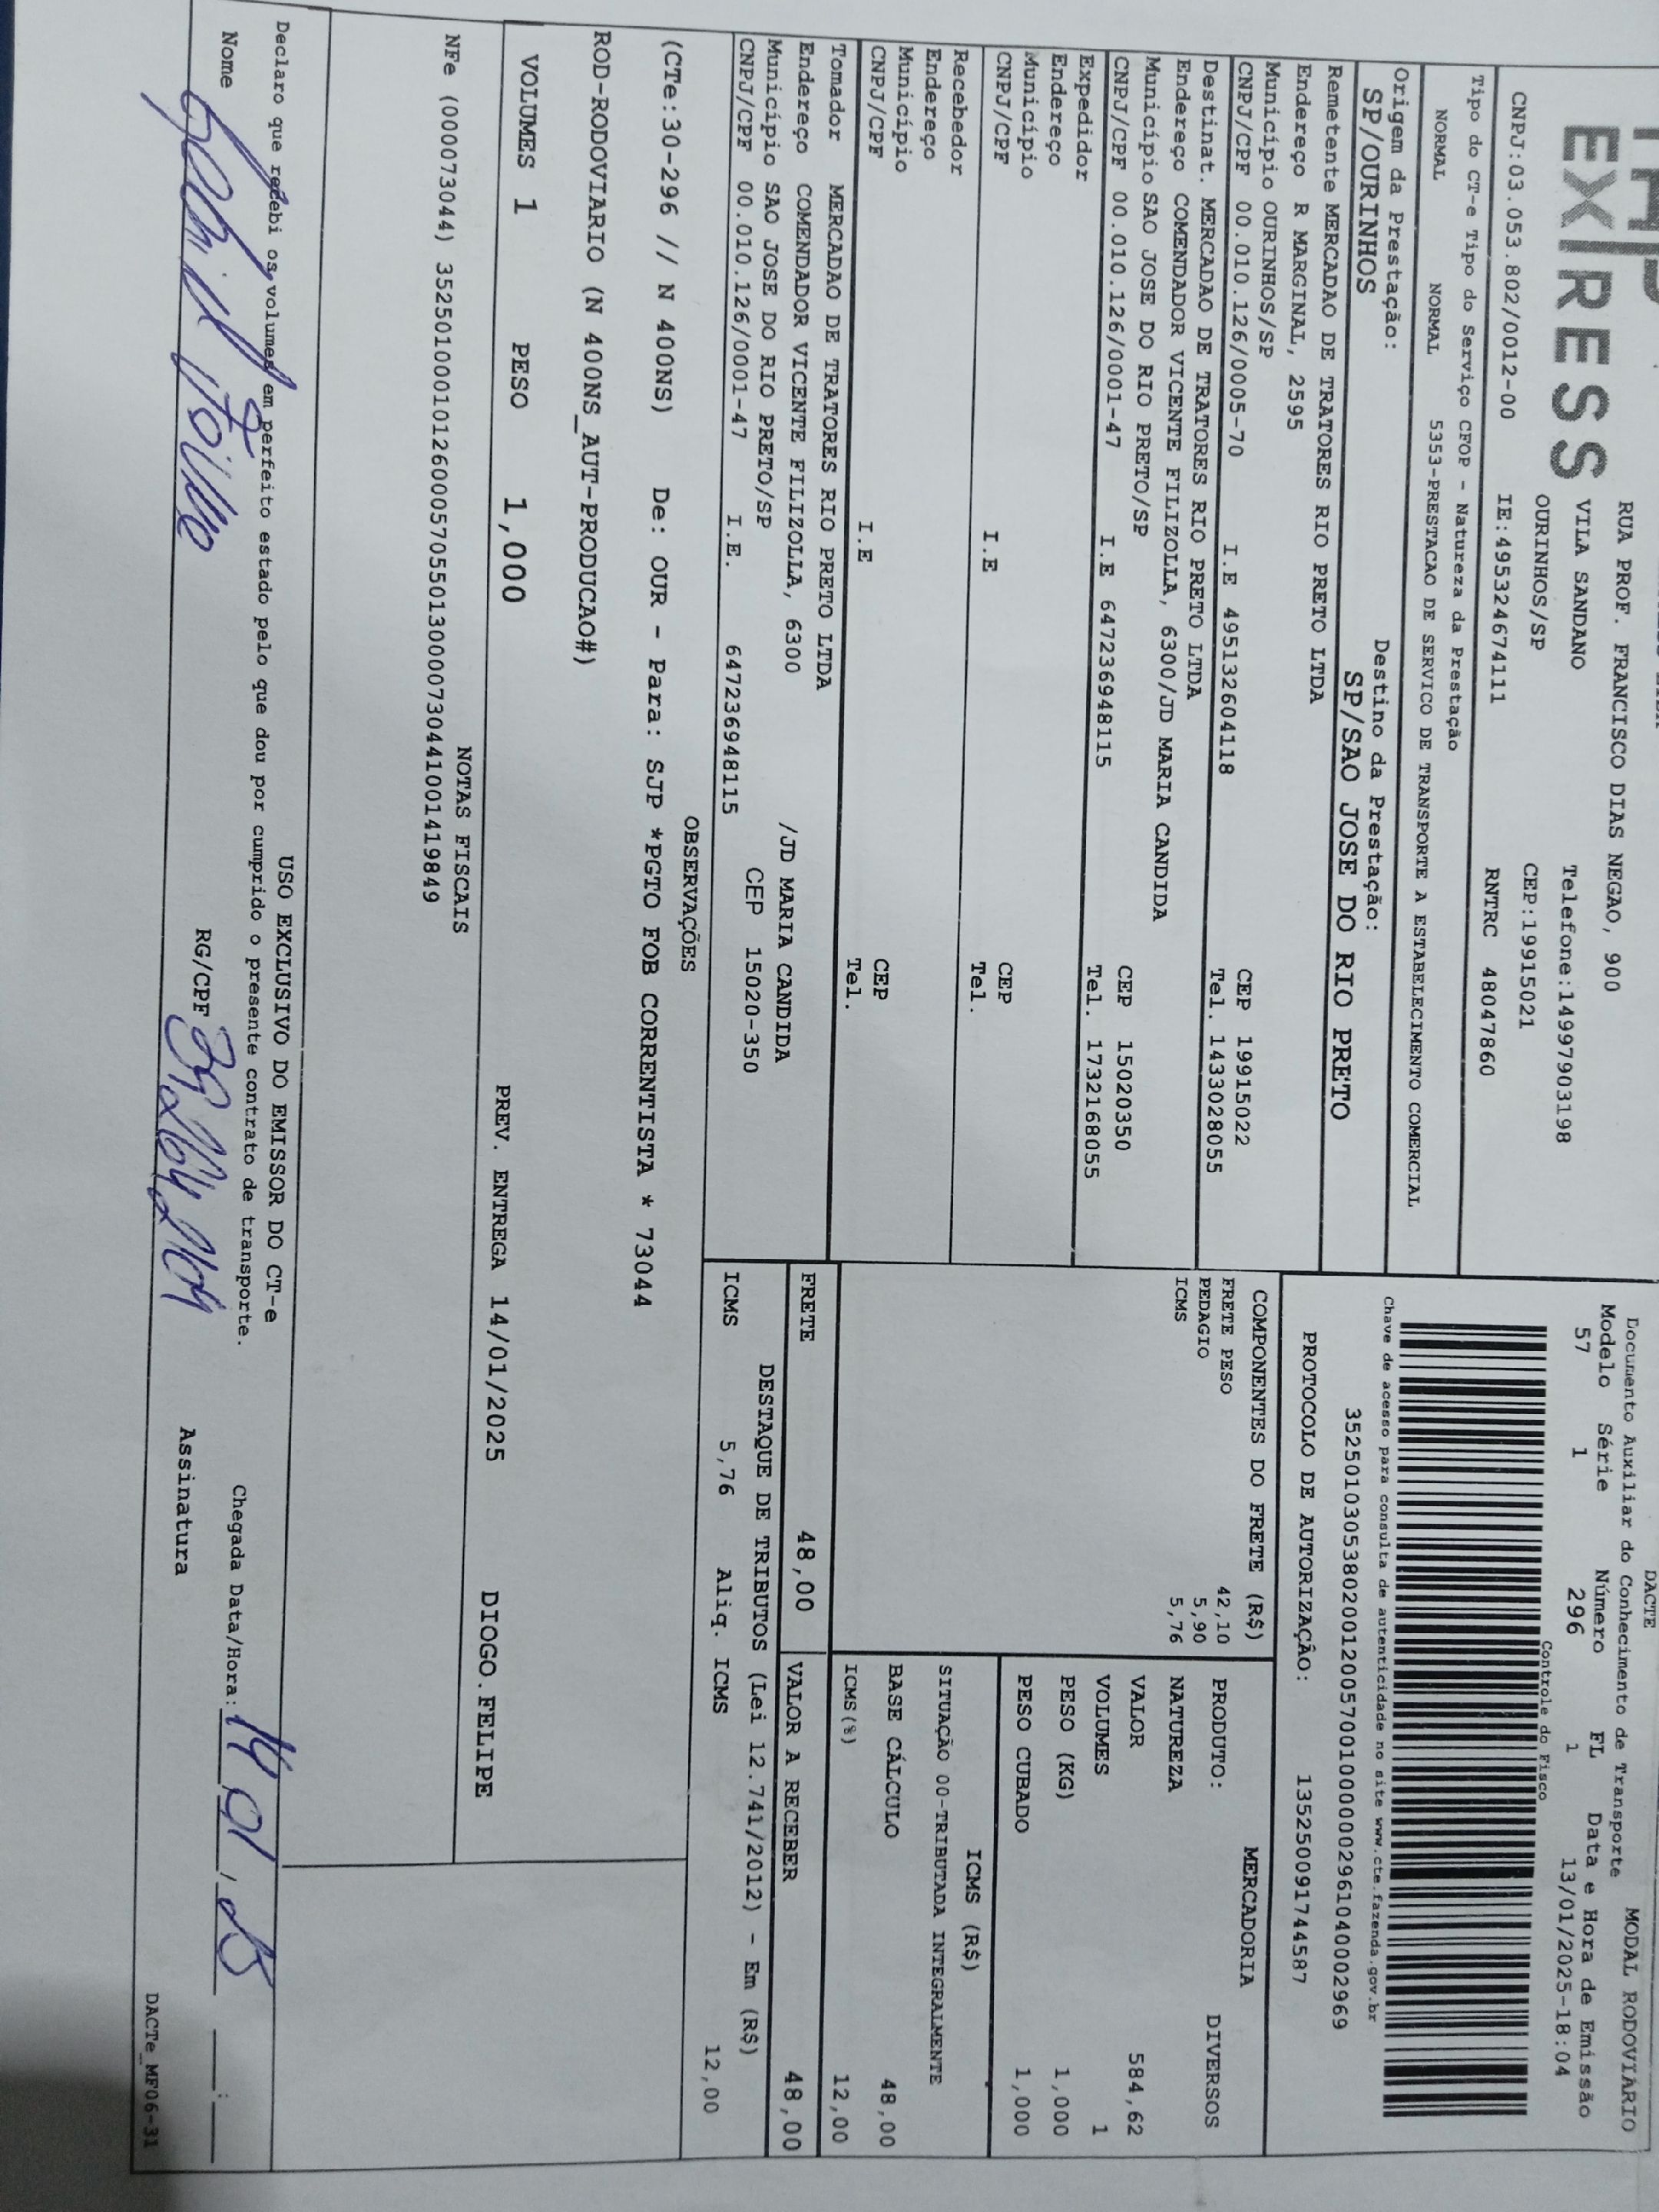 EX/RESS
RUA PROF. FRANCISCO DIAS NEGAO, 900
VILA SANDANO
Telefone:14997903198
OURINHOS/SP
CEP:19915021
CNPJ:03.053.802/0012-00
IE:495324674111
RNTRC 48047860
Tipo do CT-e Tipo do Serviço CFOP - Natureza da Prestação
NORMAL NORMAL 5353-PRESTACAO DE SERVICO DE TRANSPORTE A ESTABELECIMENTO COMERCIAL
Origem da Prestação:
SP/OURINHOS
Destino da Prestação:
SP/SAO JOSE DO RIO PRETO
Remetente MERCADAO DE TRATORES RIO PRETO LTDA
Endereço R MARGINAL, 2595
Município OURINHOS/SP
CEP 19915022
CNPJ/CPF 00.010.126/0005-70 I.E 495132604118 Tel. 1433028055
Destinat. MERCADAO DE TRATORES RIO PRETO LTDA
Endereço COMENDADOR VICENTE FILIZOLLA, 6300/JD MARIA CANDIDA
Município SAO JOSE DO RIO PRETO/SP CEP 15020350
CNPJ/CPF 00.010.126/0001-47 I.E 647236948115 Tel. 1732168055
Expedidor
Endereço
Município CEP
CNPJ/CPF I.E Tel.
Recebedor
Endereço
Município CEP
CNPJ/CPF I.E Tel.
Tomador MERCADAO DE TRATORES RIO PRETO LTDA
Endereço COMENDADOR VICENTE FILIZOLLA, 6300 /JD MARIA CANDIDA
Município SAO JOSE DO RIO PRETO/SP CEP 15020-350
CNPJ/CPF 00.010.126/0001-47 I.E. 647236948115
DACTE
Documento Auxiliar do Conhecimento de Transporte
MODAL RODOVIARIO
Modelo Série Número FL Data e Hora de Emissão
57 1 296 1 13/01/2025-18:04
Controle do Fisco
Chave de acesso para consulta de autenticidade no site www.cte.fazenda.gov.br
35250103053802001200570010000002961040002969
PROTOCOLO DE AUTORIZAÇÃO: 135250091744587
COMPONENTES DO FRETE (R$)
FRETE PESO 42,10
PEDAGIO 5,90
ICMS 5,76
MERCADORIA
PRODUTO: DIVERSOS
NATUREZA
VALOR 584,62
VOLUMES 1
PESO (KG) 1,000
PESO CUBADO 1,000
ICMS (R$)
SITUAÇÃO 00-TRIBUTADA INTEGRALMENTE
BASE CÁLCULO 48,00
ICMS(%) 12,00
FRETE 48,00
VALOR A RECEBER 48,00
DESTAQUE DE TRIBUTOS (Lei 12.741/2012) - Em (R$)
ICMS 5,76 Aliq. ICMS 12,00
OBSERVAÇÕES
(CTe:30-296 // N 400NS) De: OUR - Para: SJP *PGTO FOB CORRENTISTA * 73044
ROD-RODOVIARIO (N 400NS_AUT-PRODUCAO#)
VOLUMES 1 PESO 1,000 PREV. ENTREGA 14/01/2025 DIOGO.FELIPE
NOTAS FISCAIS
NFe (000073044) 35250100010126000570550130000730441001419849
USO EXCLUSIVO DO EMISSOR DO CT-e
Declaro que recebi os volumes em perfeito estado pelo que dou por cumprido o presente contrato de transporte.
Chegada Data/Hora: 14 01 25 :
Nome
RG/CPF
Assinatura
DACTe_MF06-31